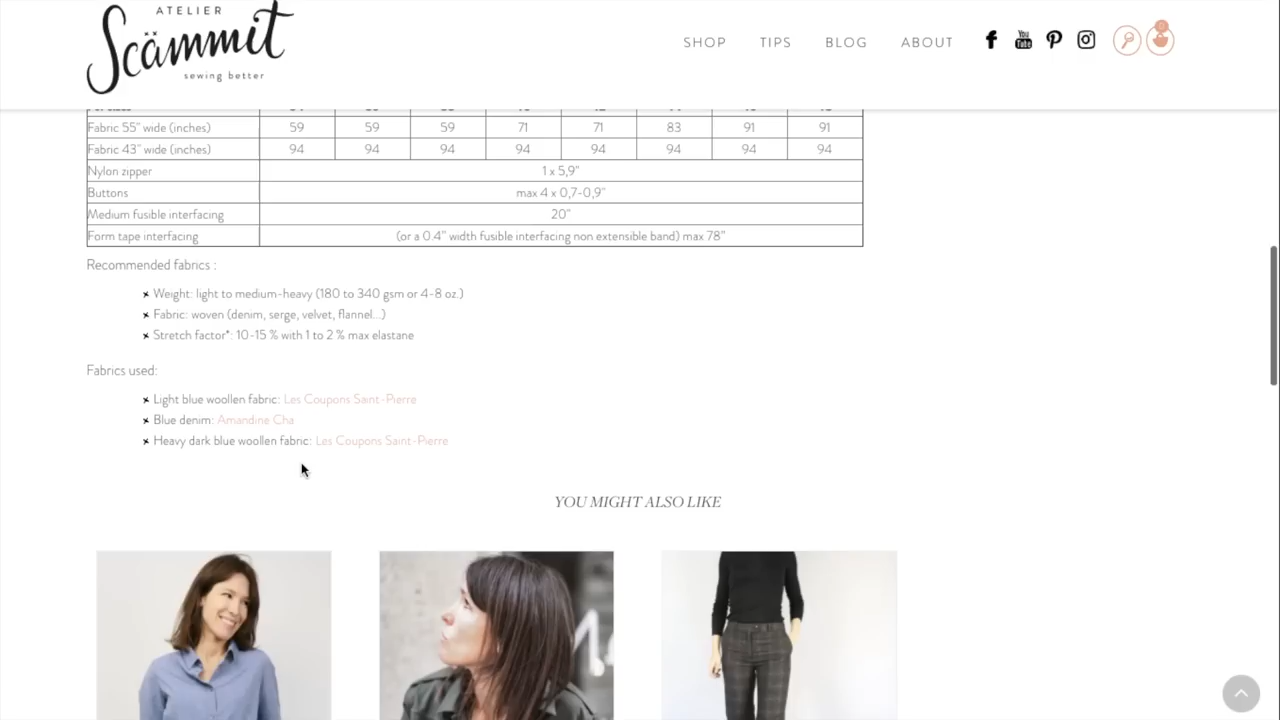 ATELIER
Scämmit
sewing better
SHOP TIPS BLOG ABOUT
You Tube
0
Fabric 55" wide (inches) 59 59 59 71 71 83 91 91
Fabric 43" wide (inches) 94 94 94 94 94 94 94 94
Nylon zipper 1 x 5,9"
Buttons max 4 x 0,7-0,9"
Medium fusible interfacing 20"
Form tape interfacing (or a 0.4" width fusible interfacing non extensible band) max 78"
Recommended fabrics :
Weight: light to medium-heavy (180 to 340 gsm or 4-8 oz.)
Fabric: woven (denim, serge, velvet, flannel...)
Stretch factor*: 10-15 % with 1 to 2 % max elastane
Fabrics used:
Light blue woollen fabric: Les Coupons Saint-Pierre
Blue denim: Amandine Cha
Heavy dark blue woollen fabric: Les Coupons Saint-Pierre
YOU MIGHT ALSO LIKE